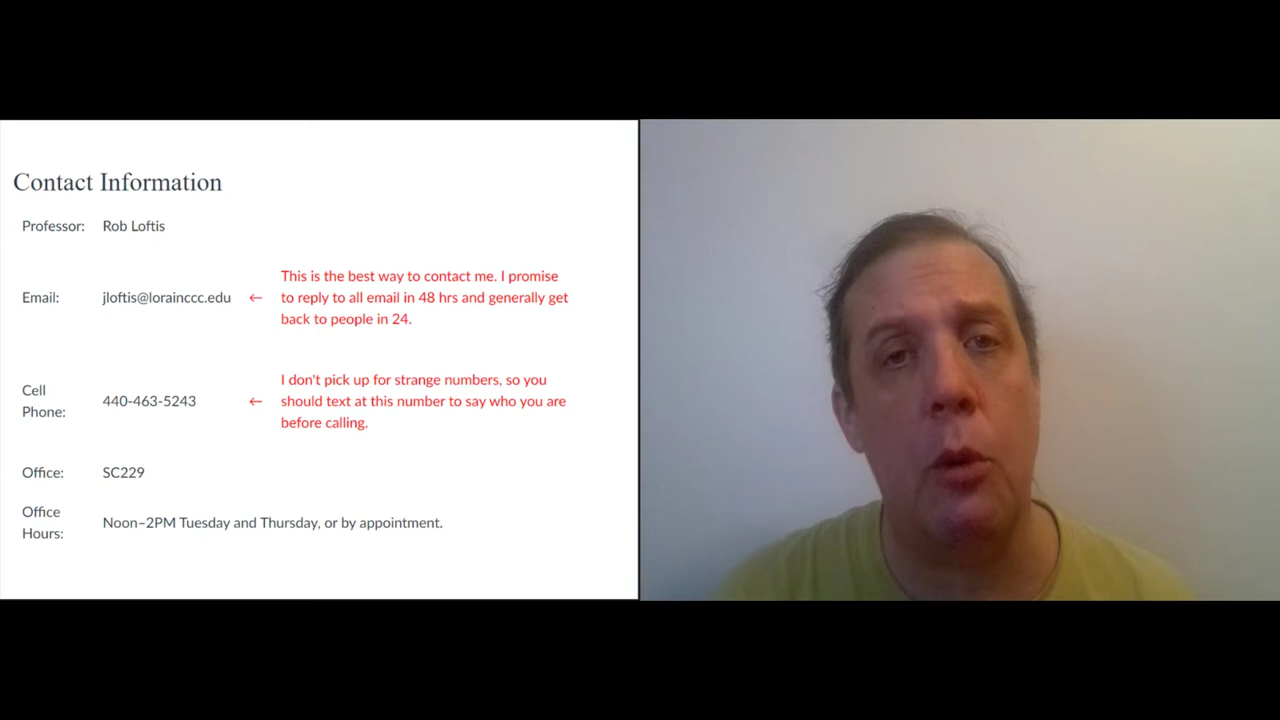 Contact Information
Professor: Rob Loftis
This is the best way to contact me. I promise
Email: jloftis@lorainccc.edu ← to reply to all email in 48 hrs and generally get
back to people in 24.
I don't pick up for strange numbers, so you
Cell
Phone: 440-463-5243 ← should text at this number to say who you are
before calling.
Office: SC229
Office
Hours: Noon–2PM Tuesday and Thursday, or by appointment.